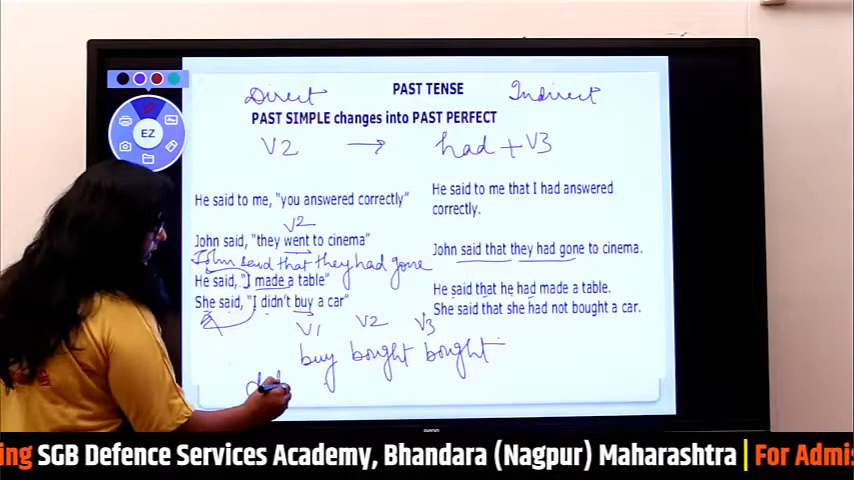 Direct PAST TENSE Indirect
PAST SIMPLE changes into PAST PERFECT
V2 → had + V3
He said to me, "you answered correctly"
He said to me that I had answered
correctly.
V2
John said, "they went to cinema"
John said that they had gone to cinema.
John said that they had gone
He said, "I made a table"
He said that he had made a table.
She said, "I didn't buy a car"
She said that she had not bought a car.
V1 V2 V3
buy bought bought
EZ
ing SGB Defence Services Academy, Bhandara (Nagpur) Maharashtra | For Admis